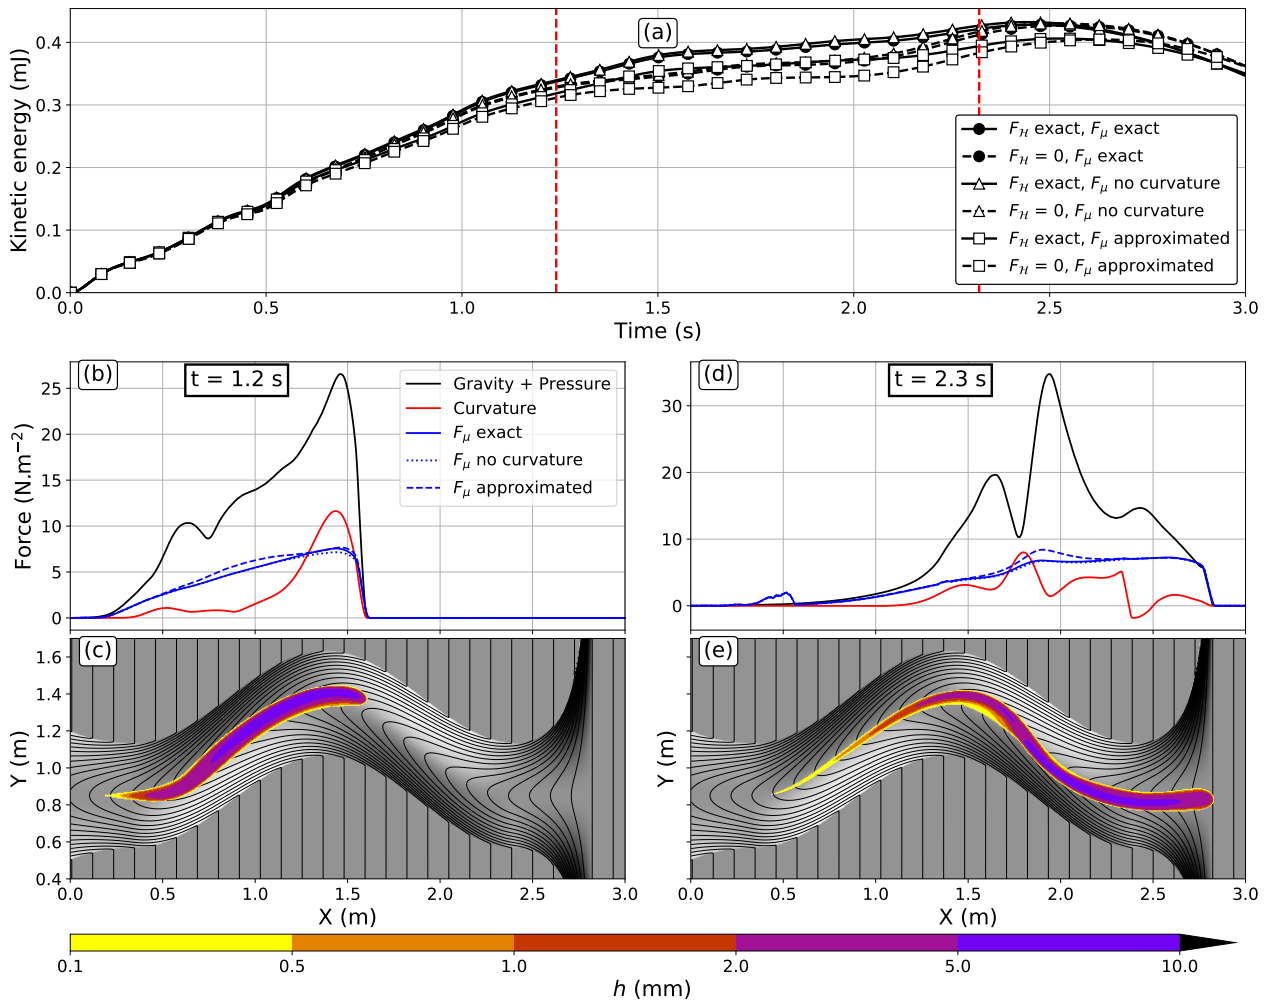 (a)
Kinetic energy (mJ)
0.4
0.3
0.2
0.1
0.0
0.0 0.5 1.0 1.5 2.0 2.5 3.0
Time (s)
F_ℋ exact, F_μ exact
F_ℋ = 0, F_μ exact
F_ℋ exact, F_μ no curvature
F_ℋ = 0, F_μ no curvature
F_ℋ exact, F_μ approximated
F_ℋ = 0, F_μ approximated
(b)
t = 1.2 s
Force (N.m⁻²)
25
20
15
10
5
0
Gravity + Pressure
Curvature
F_μ exact
F_μ no curvature
F_μ approximated
(d)
t = 2.3 s
30
20
10
0
(c)
Y (m)
1.6
1.4
1.2
1.0
0.8
0.6
0.4
0.0 0.5 1.0 1.5 2.0 2.5 3.0
X (m)
(e)
Y (m)
0.0 0.5 1.0 1.5 2.0 2.5 3.0
X (m)
0.1 0.5 1.0 2.0 5.0 10.0
h (mm)